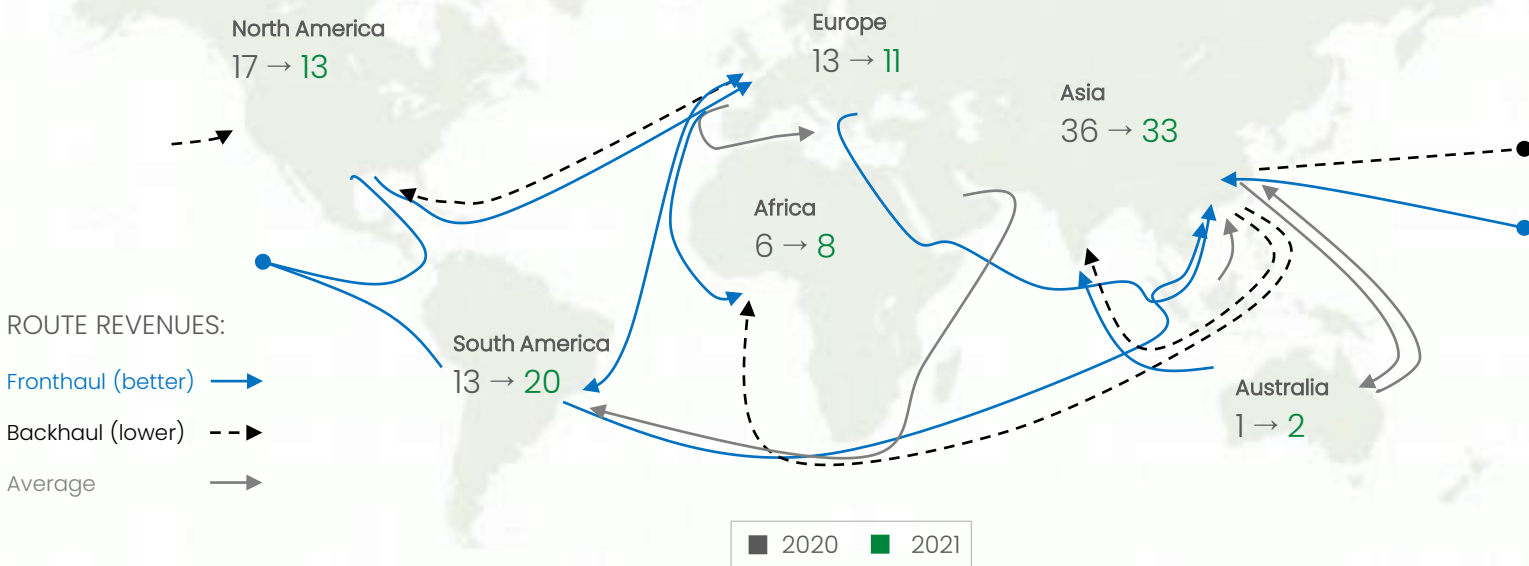 North America
17 → 13
Europe
13 → 11
Asia
36 → 33
Africa
6 → 8
South America
13 → 20
Australia
1 → 2
ROUTE REVENUES:
Fronthaul (better)
Backhaul (lower)
Average
2020 2021